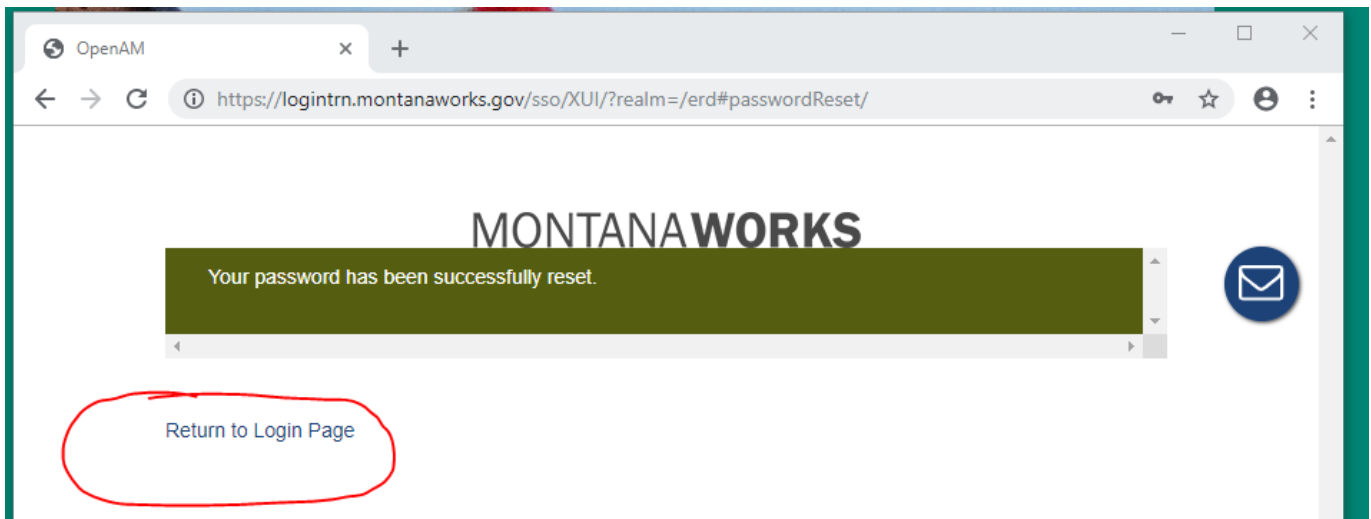 OpenAM
https://logintrn.montanaworks.gov/sso/XUI/?realm=/erd#passwordReset/
MONTANAWORKS
Your password has been successfully reset.
Return to Login Page